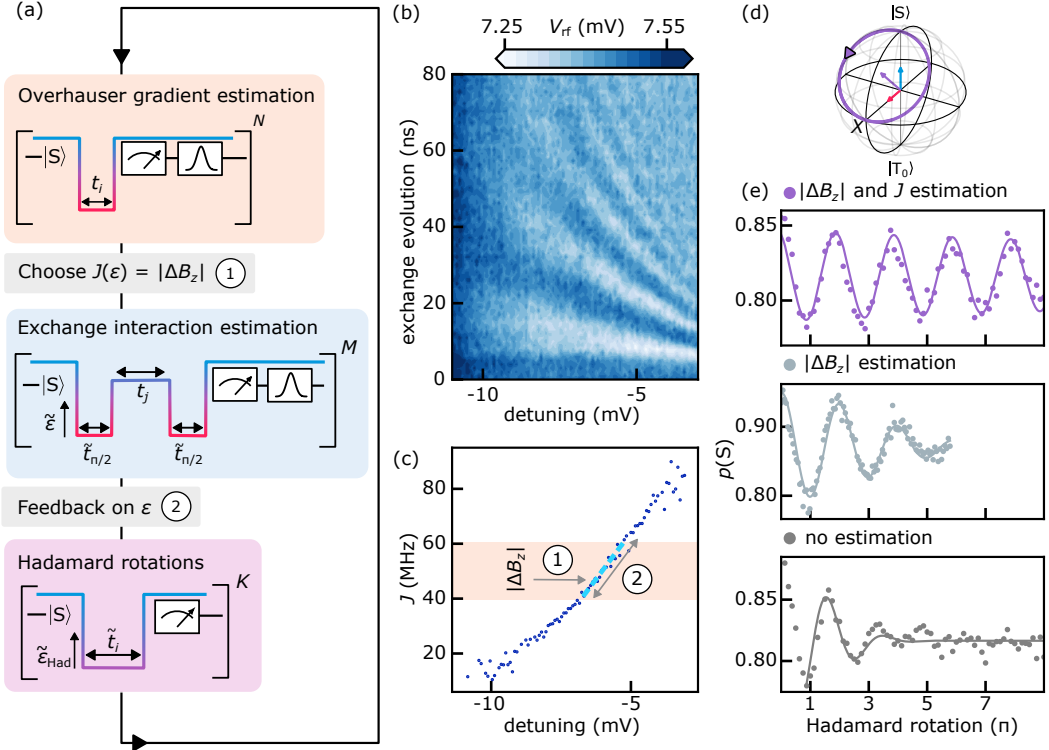 (a)
Overhauser gradient estimation
N
|S⟩
t_i
Choose J(ε) = |ΔB_z| 1
Exchange interaction estimation
M
|S⟩
t_j
ε̃
t̃_π/2 t̃_π/2
Feedback on ε 2
Hadamard rotations
K
|S⟩
t̃_i
ε̃_Had
(b)
7.25 V_rf (mV) 7.55
80
60
40
20
0
exchange evolution (ns)
-10 -5
detuning (mV)
(c)
80
60
40
20
J (MHz)
|ΔB_z|
1
2
-10 -5
detuning (mV)
(d)
|S⟩
X
|T_0⟩
(e)
|ΔB_z| and J estimation
0.85
0.80
|ΔB_z| estimation
0.90
0.80
p(S)
no estimation
0.85
0.80
1 3 5 7
Hadamard rotation (π)